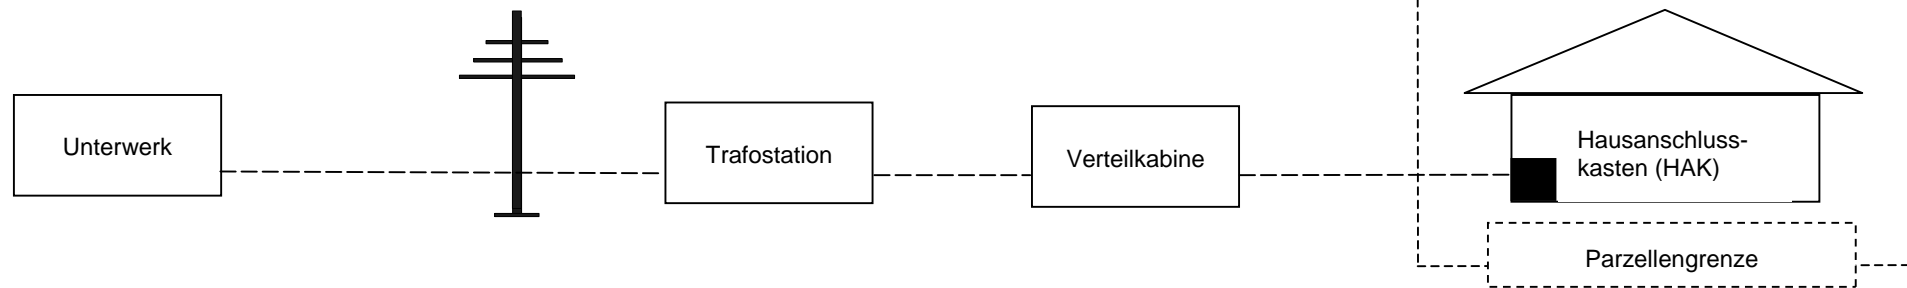 Unterwerk
Trafostation
Verteilkabine
Hausanschluss-
kasten (HAK)
Parzellengrenze